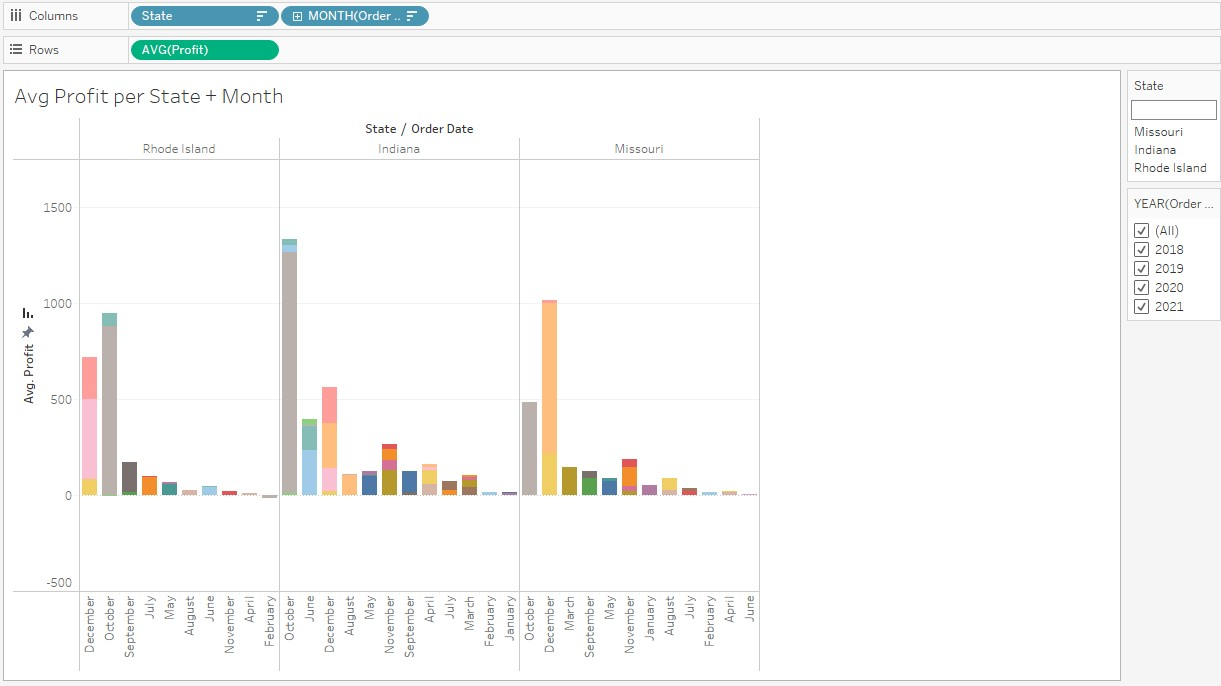 Columns State MONTH(Order ..
Rows AVG(Profit)
Avg Profit per State + Month
State / Order Date
Rhode Island Indiana Missouri
1500
1000
500
0
-500
Avg. Profit
December October September July May August June November April February October June December August May November September April July March February January October December March September May November January August July February April June
State
Missouri
Indiana
Rhode Island
YEAR(Order ...
(All)
2018
2019
2020
2021